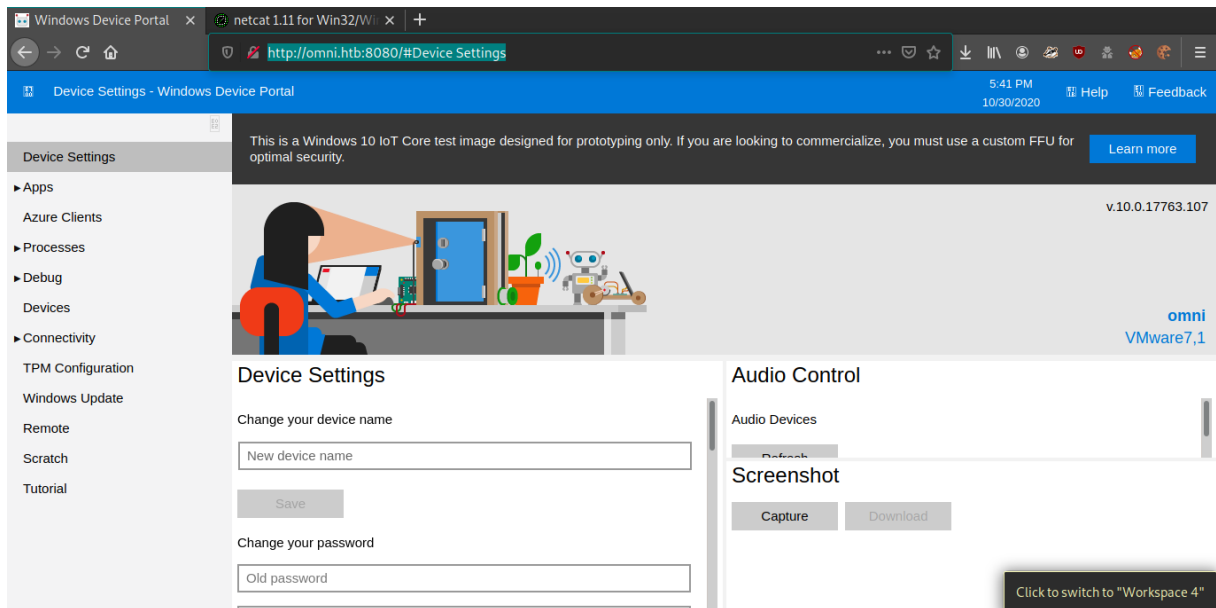 Windows Device Portal
netcat 1.11 for Win32/Wi
http://omni.htb:8080/#Device Settings
Device Settings - Windows Device Portal
5:41 PM
10/30/2020
Help
Feedback
This is a Windows 10 IoT Core test image designed for prototyping only. If you are looking to commercialize, you must use a custom FFU for
optimal security.
Learn more
Device Settings
Apps
Azure Clients
Processes
Debug
Devices
Connectivity
TPM Configuration
Windows Update
Remote
Scratch
Tutorial
v.10.0.17763.107
omni
VMware7,1
Device Settings
Change your device name
New device name
Save
Change your password
Old password
Audio Control
Audio Devices
Refresh
Screenshot
Capture
Download
Click to switch to "Workspace 4"